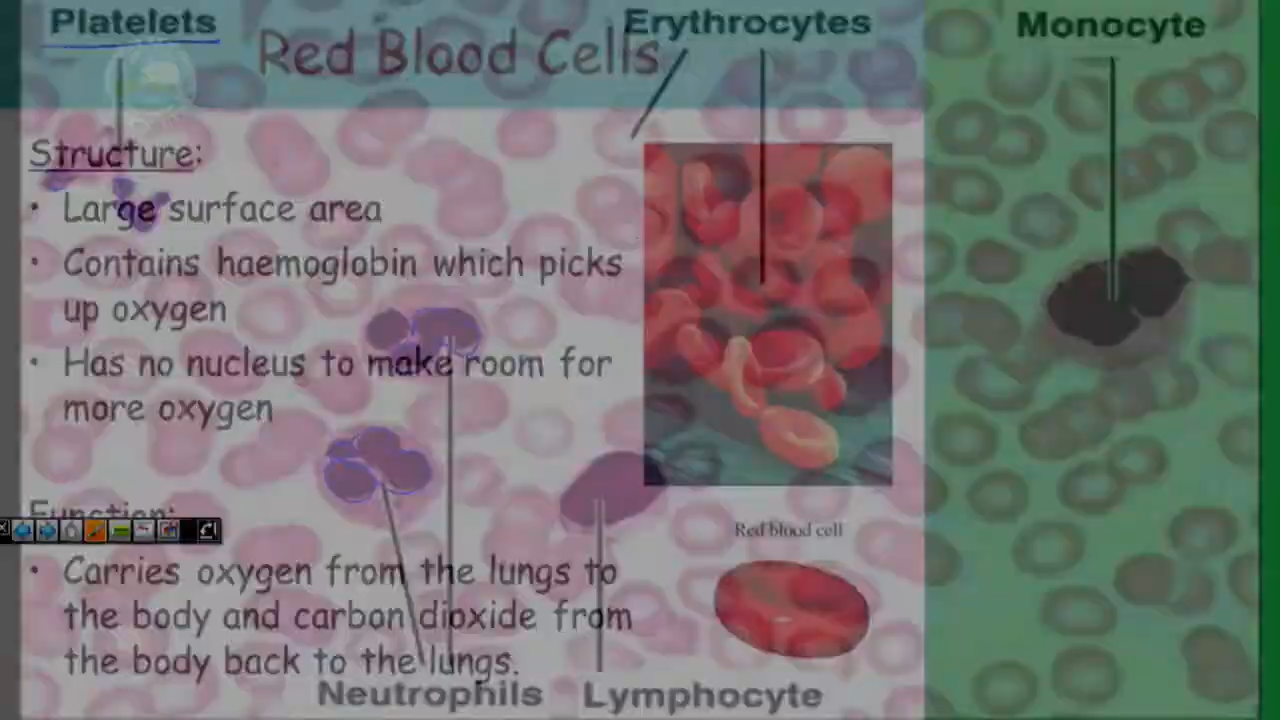 Platelets
Erythrocytes
Monocyte
Red Blood Cells
Structure:
• Large surface area
• Contains haemoglobin which picks
up oxygen
• Has no nucleus to make room for
more oxygen
Function:
Red blood cell
• Carries oxygen from the lungs to
the body and carbon dioxide from
the body back to the lungs.
Neutrophils
Lymphocyte